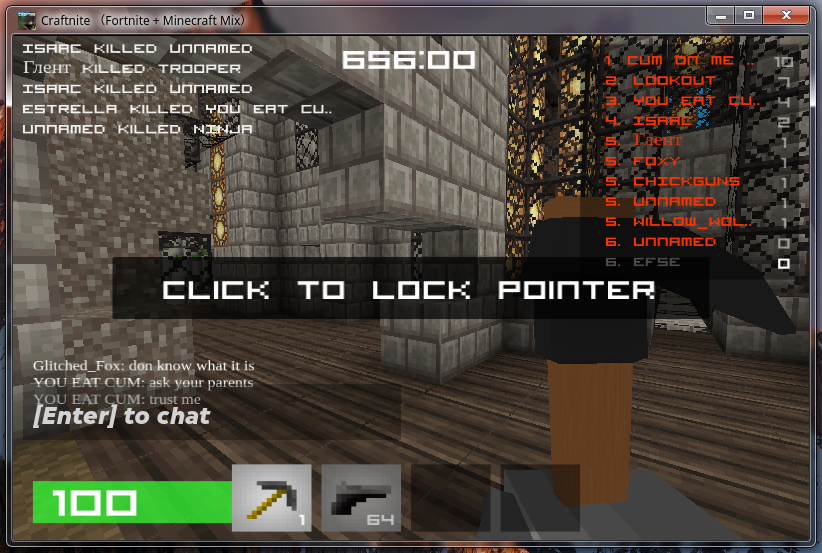 Craftnite （Fortnite + Minecraft Mix）
ISAAC KILLED UNNAMED
Глент KILLED TROOPER
ISAAC KILLED UNNAMED
ESTRELLA KILLED YOU EAT CU..
UNNAMED KILLED NINJA
656:00
1. CUM ON ME .. 10
2. LOOKOUT 7
3. YOU EAT CU.. 4
4. ISAAC 2
5. Глент 1
5. FOXY 1
5. CHICKGUNS 1
5. UNNAMED 1
5. WILLOW_WOL.. 1
6. UNNAMED 0
6. EFSE 0
CLICK TO LOCK POINTER
Glitched_Fox: don know what it is
YOU EAT CUM: ask your parents
YOU EAT CUM: trust me
[Enter] to chat
100
1
64